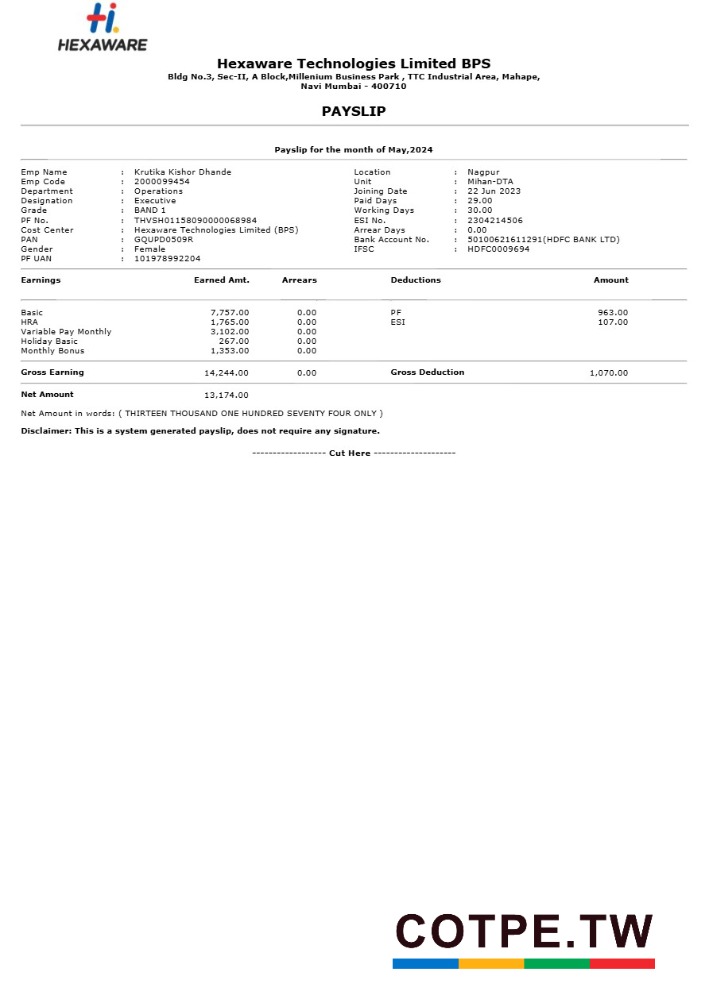 HEXAWARE
Hexaware Technologies Limited BPS
Bldg No.3, Sec-II, A Block,Millenium Business Park , TTC Industrial Area, Mahape,
Navi Mumbai - 400710
PAYSLIP
Payslip for the month of May,2024
Emp Name : Krutika Kishor Dhande Location : Nagpur
Emp Code : 2000099454 Unit : Mihan-DTA
Department : Operations Joining Date : 22 Jun 2023
Designation : Executive Paid Days : 29.00
Grade : BAND 1 Working Days : 30.00
PF No. : THVSH01158090000068984 ESI No. : 2304214506
Cost Center : Hexaware Technologies Limited (BPS) Arrear Days : 0.00
PAN : GQUPD0509R Bank Account No. : 50100621611291(HDFC BANK LTD)
Gender : Female IFSC : HDFC0009694
PF UAN : 101978992204
Earnings Earned Amt. Arrears Deductions Amount
Basic 7,757.00 0.00 PF 963.00
HRA 1,765.00 0.00 ESI 107.00
Variable Pay Monthly 3,102.00 0.00
Holiday Basic 267.00 0.00
Monthly Bonus 1,353.00 0.00
Gross Earning 14,244.00 0.00 Gross Deduction 1,070.00
Net Amount 13,174.00
Net Amount in words: ( THIRTEEN THOUSAND ONE HUNDRED SEVENTY FOUR ONLY )
Disclaimer: This is a system generated payslip, does not require any signature.
------------------ Cut Here --------------------
COTPE.TW